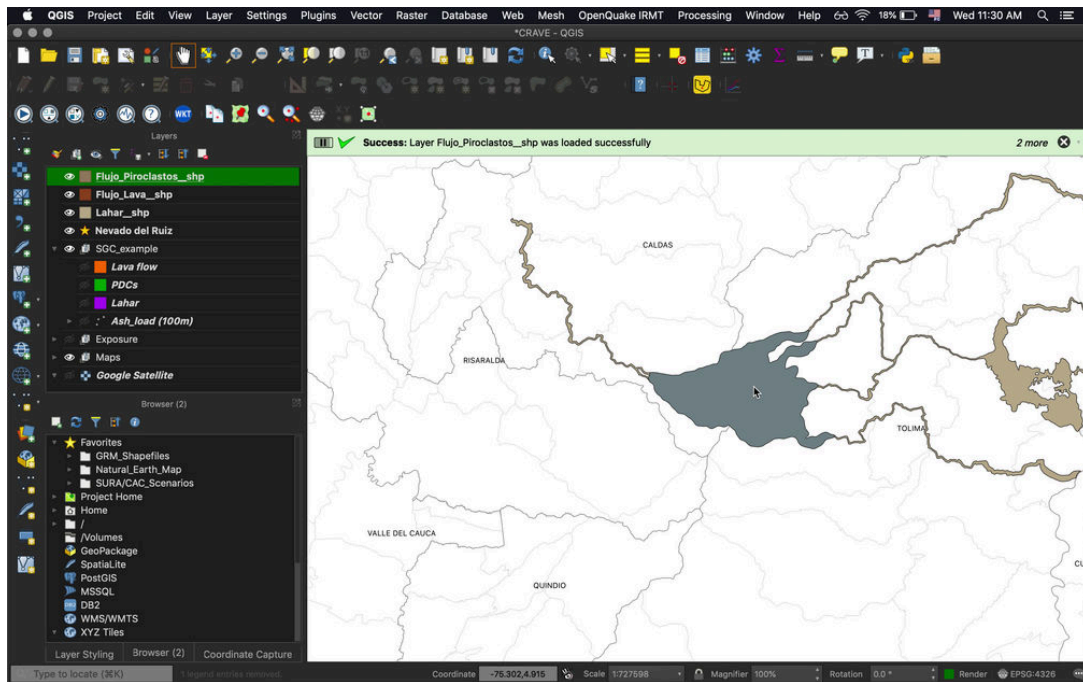 QGIS Project Edit View Layer Settings Plugins Vector Raster Database Web Mesh OpenQuake IRMT Processing Window Help 18% Wed 11:30 AM
*CRAVE - QGIS
WKT
Layers
Success: Layer Flujo_Piroclastos__shp was loaded successfully 2 more
Flujo_Piroclastos__shp
Flujo_Lava__shp
Lahar__shp
Nevado del Ruiz
SGC_example
Lava flow
PDCs
Lahar
Ash_load (100m)
Exposure
Maps
Google Satellite
Browser (2)
Favorites
GRM_Shapefiles
Natural_Earth_Map
SURA/CAC_Scenarios
Project Home
Home
/
/Volumes
GeoPackage
SpatiaLite
PostGIS
MSSQL
DB2
WMS/WMTS
XYZ Tiles
Layer Styling Browser (2) Coordinate Capture
CALDAS
RISARALDA
TOLIMA
VALLE DEL CAUCA
QUINDIO
CU
Type to locate (⌘K) 1 legend entries removed. Coordinate -75.302,4.915 Scale 1:727598 Magnifier 100% Rotation 0.0 ° Render EPSG:4326